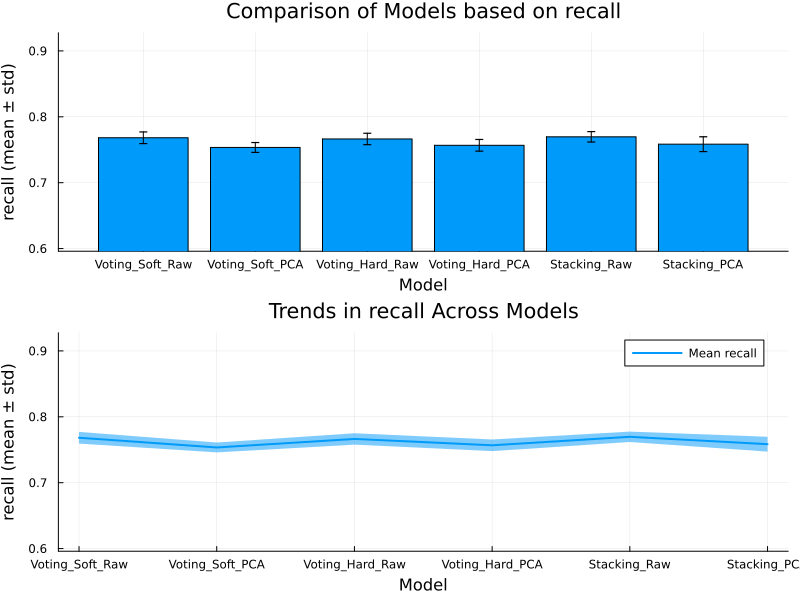 Comparison of Models based on recall
recall (mean ± std)
0.9
0.8
0.7
0.6
Voting_Soft_Raw Voting_Soft_PCA Voting_Hard_Raw Voting_Hard_PCA Stacking_Raw Stacking_PCA
Model
Trends in recall Across Models
recall (mean ± std)
Mean recall
0.9
0.8
0.7
0.6
Voting_Soft_Raw Voting_Soft_PCA Voting_Hard_Raw Voting_Hard_PCA Stacking_Raw Stacking_PC
Model